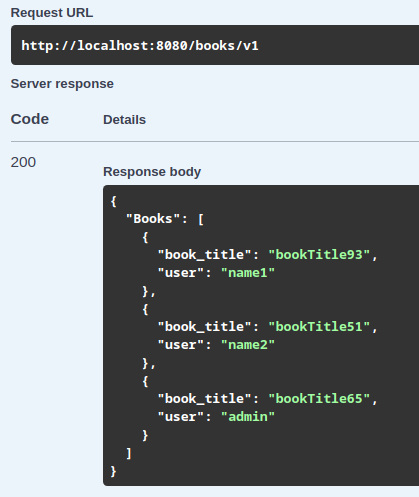 Request URL
http://localhost:8080/books/v1
Server response
Code Details
200
Response body
{
  "Books": [
    {
      "book_title": "bookTitle93",
      "user": "name1"
    },
    {
      "book_title": "bookTitle51",
      "user": "name2"
    },
    {
      "book_title": "bookTitle65",
      "user": "admin"
    }
  ]
}